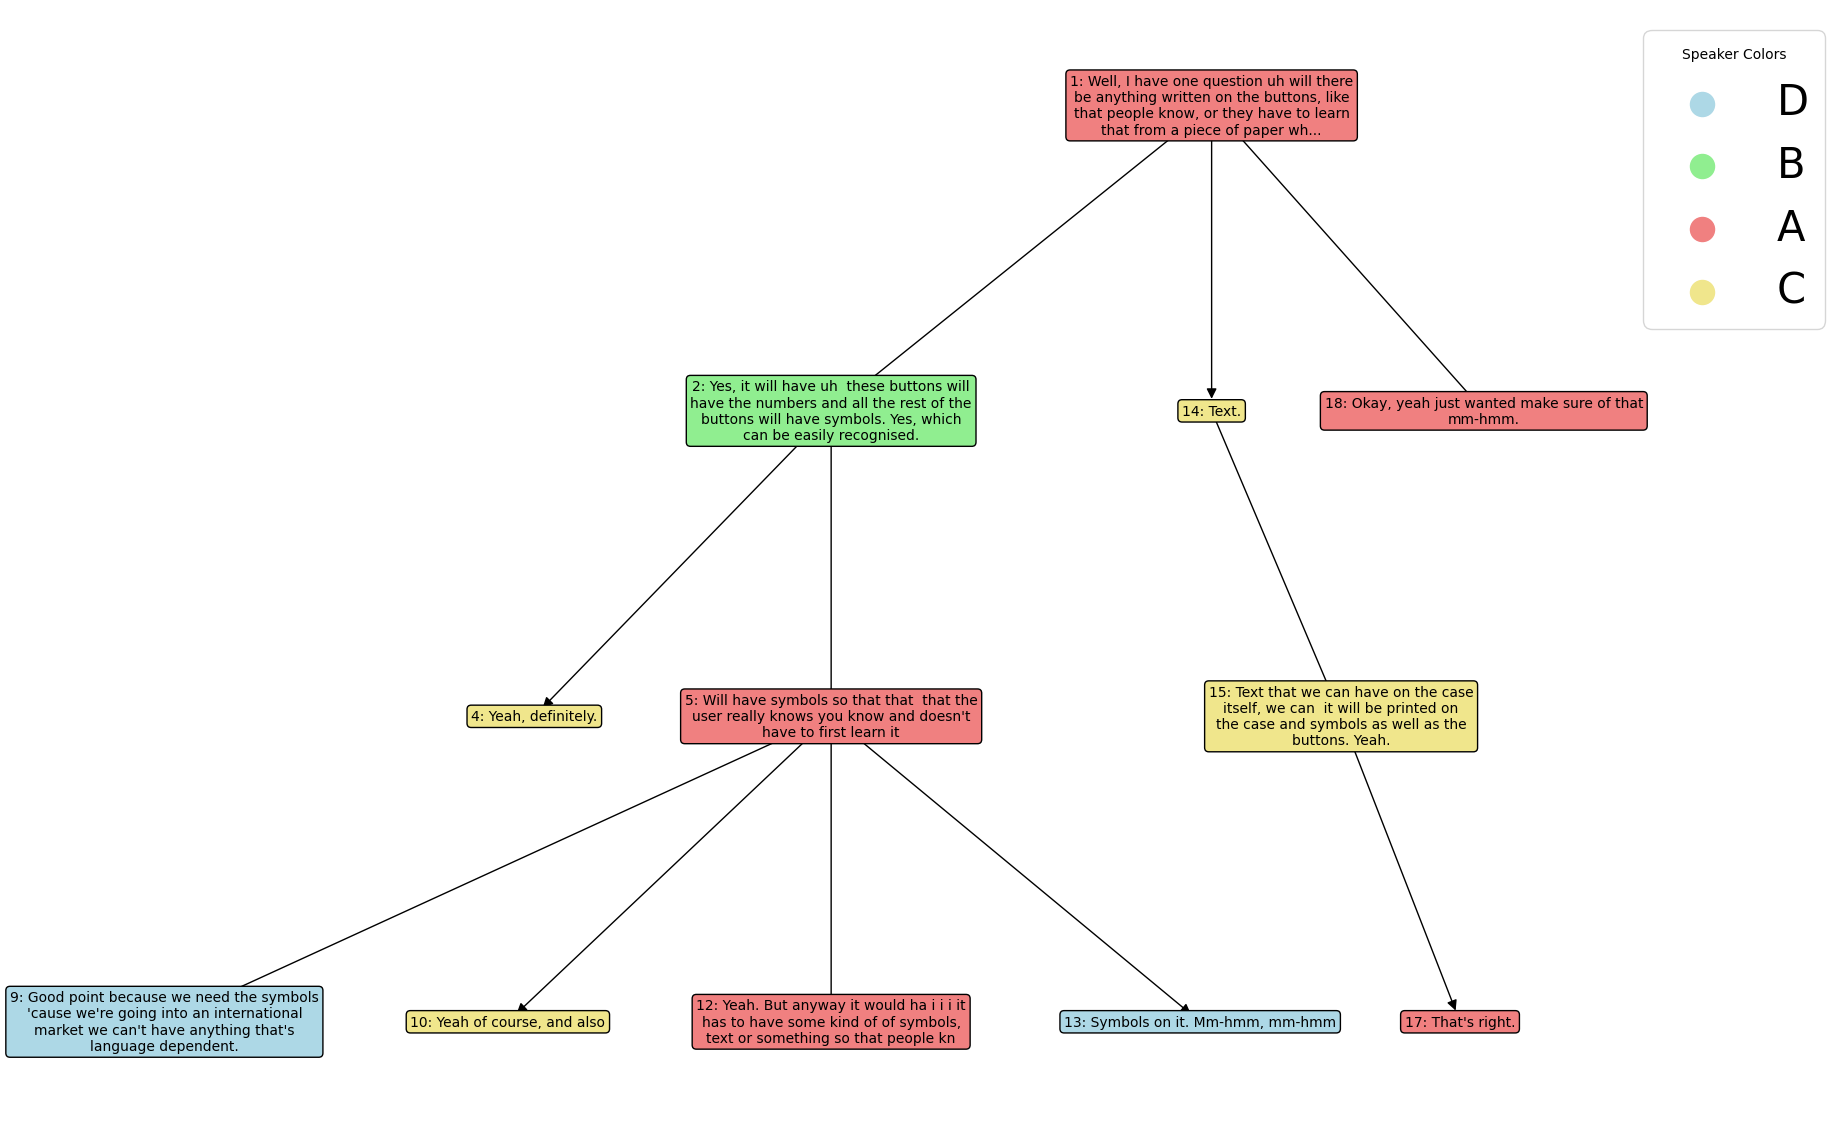 1: Well, I have one question uh will there
be anything written on the buttons, like
that people know, or they have to learn
that from a piece of paper wh...
Speaker Colors
D
B
A
C
2: Yes, it will have uh  these buttons will
have the numbers and all the rest of the
buttons will have symbols. Yes, which
can be easily recognised.
14: Text.
18: Okay, yeah just wanted make sure of that
mm-hmm.
4: Yeah, definitely.
5: Will have symbols so that that  that the
user really knows you know and doesn't
have to first learn it
15: Text that we can have on the case
itself, we can  it will be printed on
the case and symbols as well as the
buttons. Yeah.
9: Good point because we need the symbols
'cause we're going into an international
market we can't have anything that's
language dependent.
10: Yeah of course, and also
12: Yeah. But anyway it would ha i i i it
has to have some kind of of symbols,
text or something so that people kn
13: Symbols on it. Mm-hmm, mm-hmm
17: That's right.